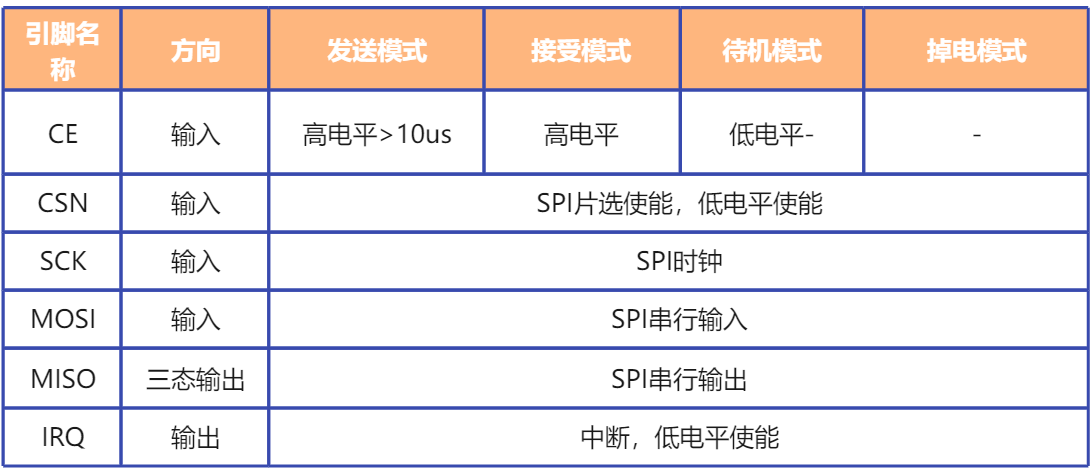 引脚名
称
方向
发送模式
接受模式
待机模式
掉电模式
CE
输入
高电平>10us
高电平
低电平-
-
CSN
输入
SPI片选使能，低电平使能
SCK
输入
SPI时钟
MOSI
输入
SPI串行输入
MISO
三态输出
SPI串行输出
IRQ
输出
中断，低电平使能